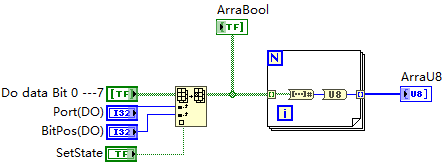 ArraBool
TF
N
ArraU8
Do data Bit 0 ---7
TF
[···]#
U8
U8
Port(DO)
I32
BitPos(DO)
I32
i
SetState
TF